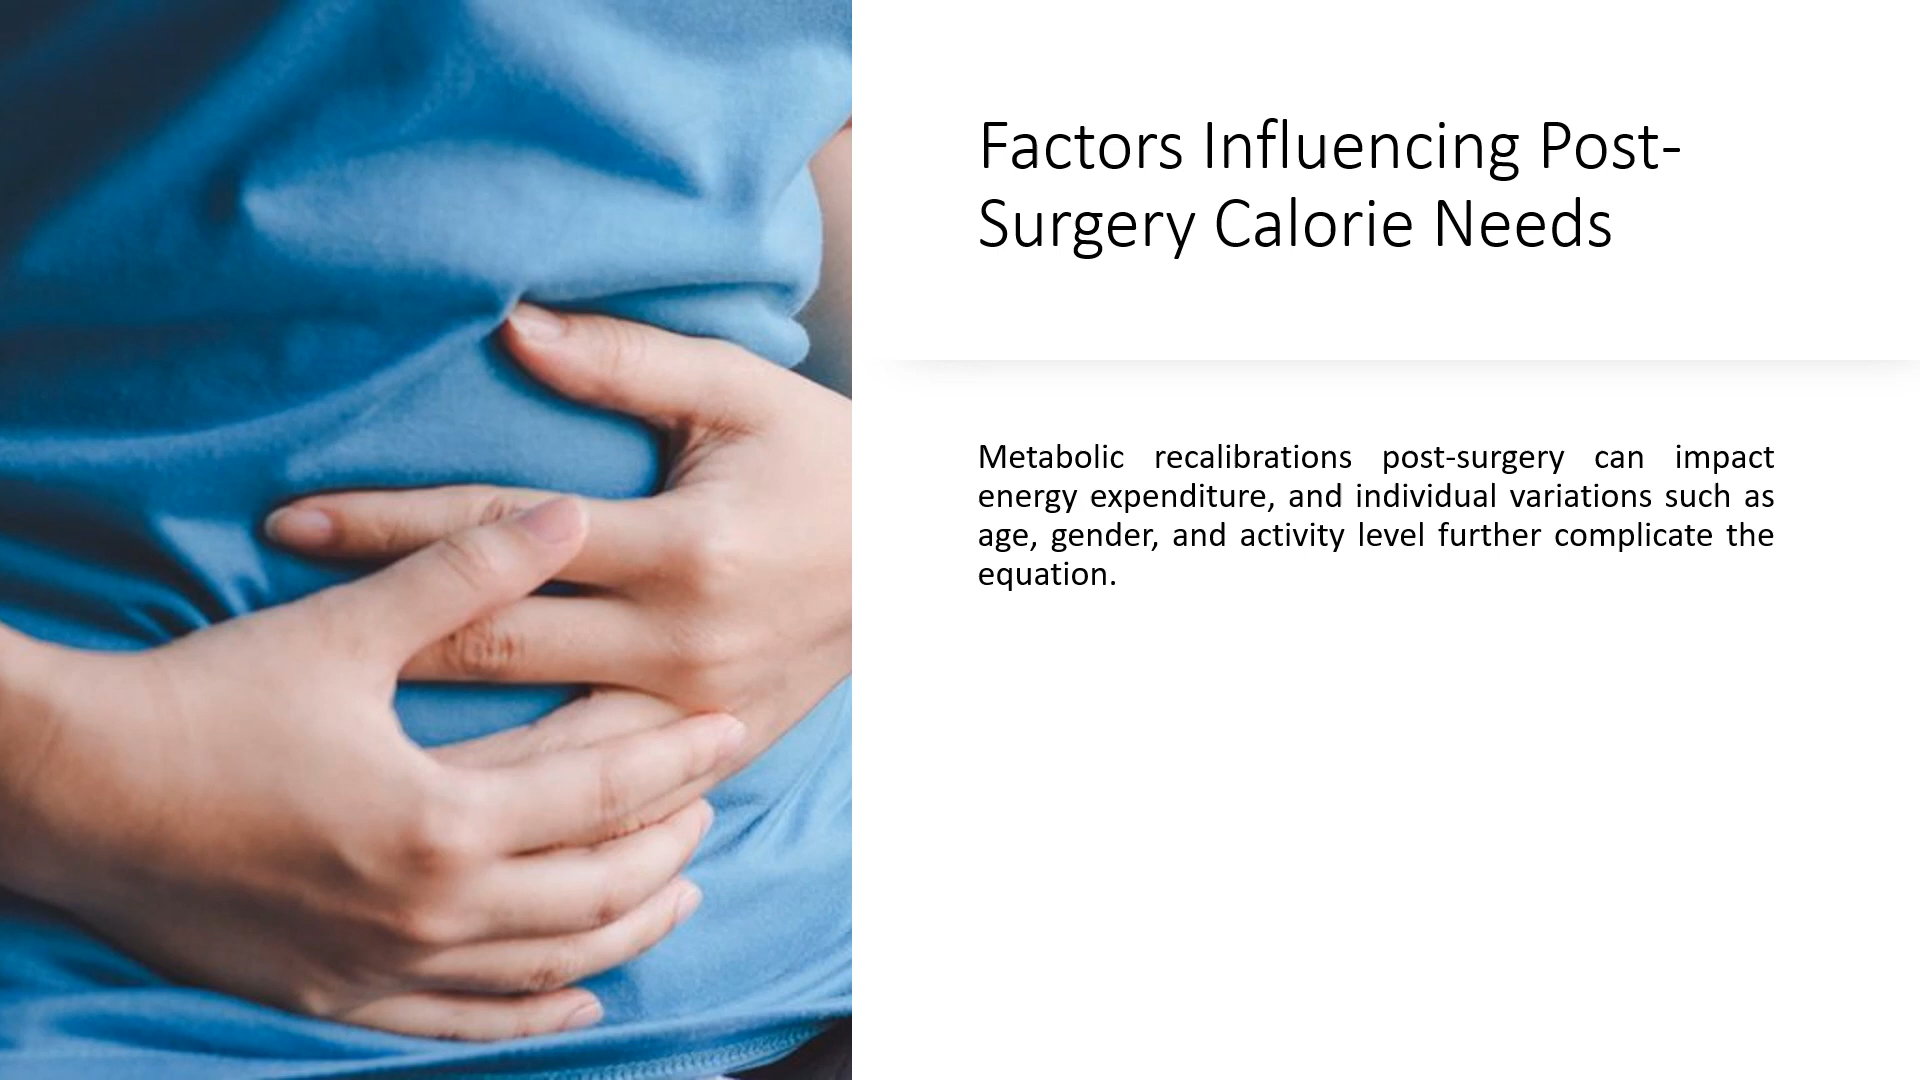 Factors Influencing Post-
Surgery Calorie Needs
Metabolic recalibrations post-surgery can impact
energy expenditure, and individual variations such as
age, gender, and activity level further complicate the
equation.